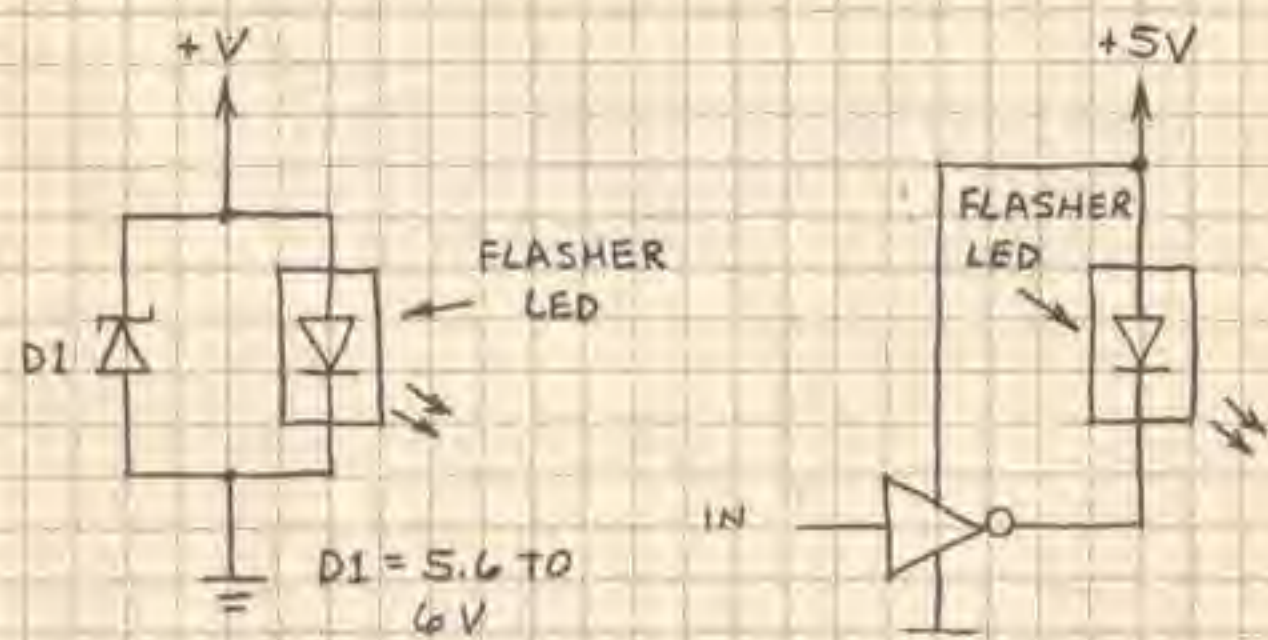 +V
FLASHER
LED
D1
D1 = 5.6 TO
6 V
+5V
FLASHER
LED
IN